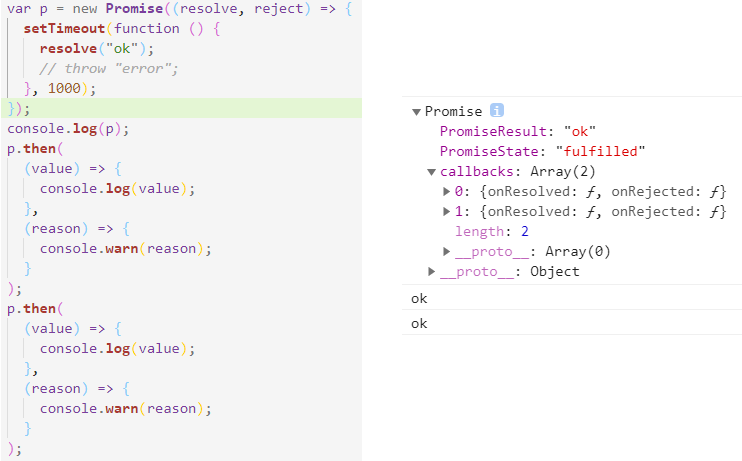 var p = new Promise((resolve, reject) => {
  setTimeout(function () {
    resolve("ok");
    // throw "error";
  }, 1000);
});
console.log(p);
p.then(
  (value) => {
    console.log(value);
  },
  (reason) => {
    console.warn(reason);
  }
);
p.then(
  (value) => {
    console.log(value);
  },
  (reason) => {
    console.warn(reason);
  }
);
▼Promise i
PromiseResult: "ok"
PromiseState: "fulfilled"
▼callbacks: Array(2)
▶0: {onResolved: ƒ, onRejected: ƒ}
▶1: {onResolved: ƒ, onRejected: ƒ}
length: 2
▶__proto__: Array(0)
▶__proto__: Object
ok
ok